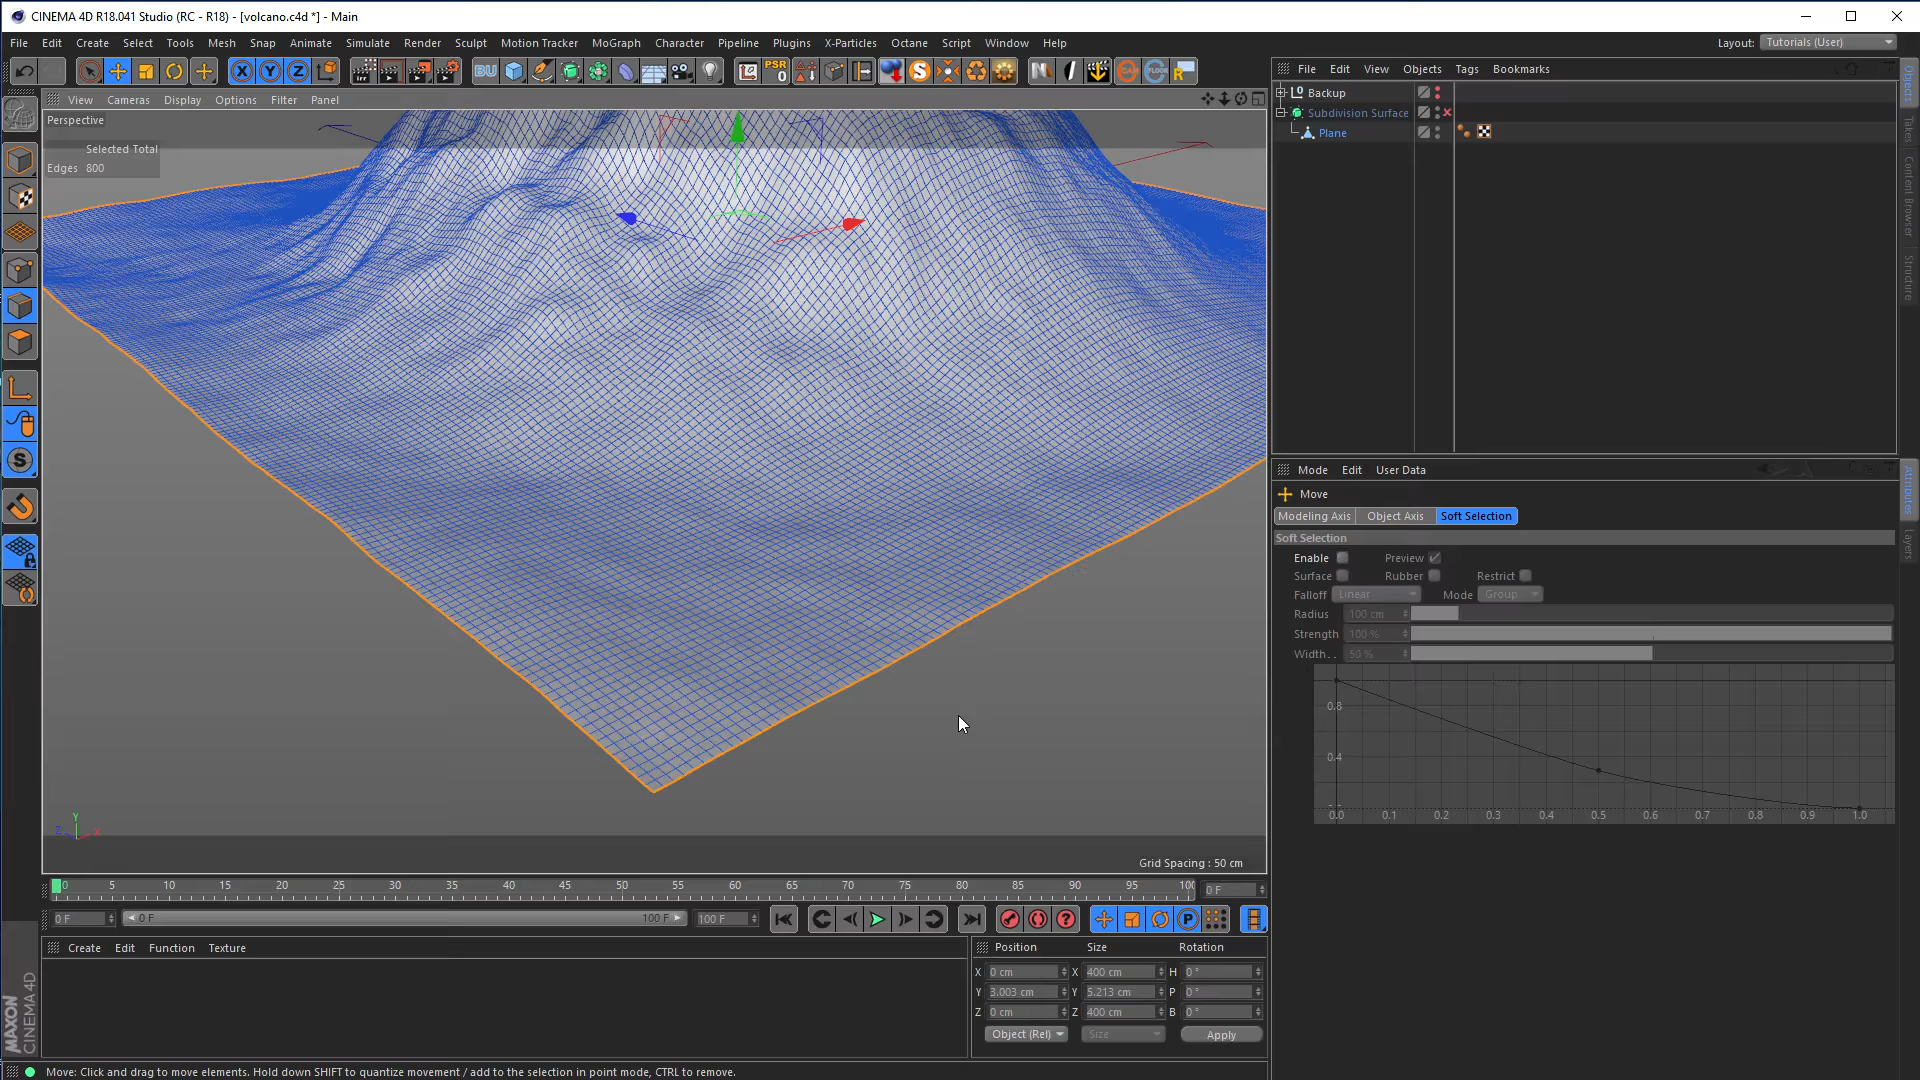 CINEMA 4D R18.041 Studio (RC - R18) - [volcano.c4d *] - Main
File Edit Create Select Tools Mesh Snap Animate Simulate Render Sculpt Motion Tracker MoGraph Character Pipeline Plugins X-Particles Octane Script Window Help
Layout: Tutorials (User)
X Y Z BU PSR
View Cameras Display Options Filter Panel
Perspective
Selected Total
Edges 800
Grid Spacing : 50 cm
File Edit View Objects Tags Bookmarks
Backup
Subdivision Surface
Plane
Objects
Takes
Content Browser
Structure
Mode Edit User Data
Move
Modeling Axis Object Axis Soft Selection
Soft Selection
Enable Preview
Surface Rubber Restrict
Falloff Linear Mode Group
Radius 100 cm
Strength 100 %
Width.. 50 %
0.8
0.4
0.0 0.1 0.2 0.3 0.4 0.5 0.6 0.7 0.8 0.9 1.0
Attributes
Layers
Y
Z X
0 5 10 15 20 25 30 35 40 45 50 55 60 65 70 75 80 85 90 95 100
0 F
0 F 0 F 100 F 100 F
Create Edit Function Texture
Position Size Rotation
X 0 cm X 400 cm H 0 °
Y 3.003 cm Y 5.213 cm P 0 °
Z 0 cm Z 400 cm B 0 °
Object (Rel) Size Apply
MAXON
CINEMA 4D
Move: Click and drag to move elements. Hold down SHIFT to quantize movement / add to the selection in point mode, CTRL to remove.